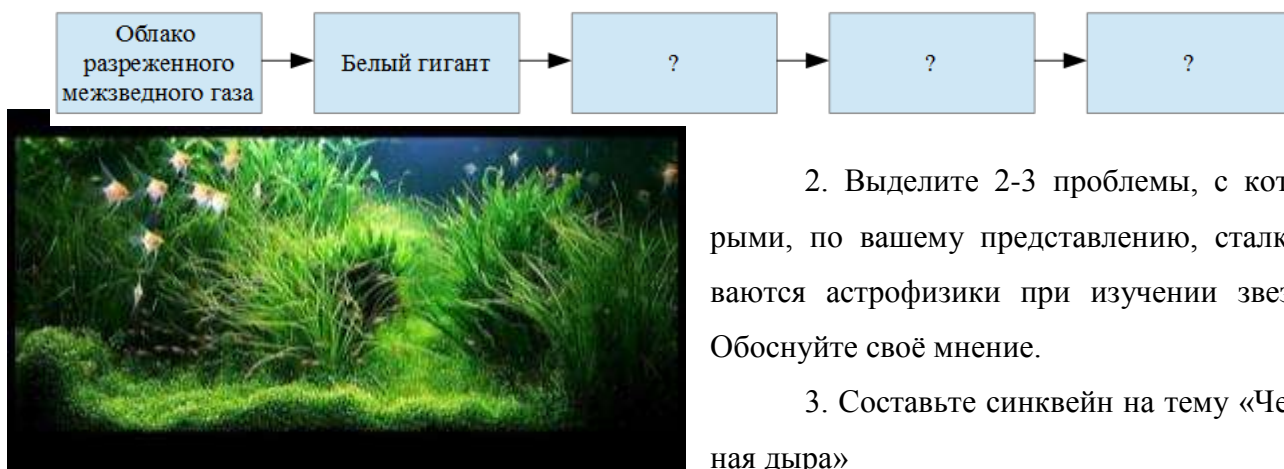 Облако
разреженного
межзведного газа
Белый гигант
?
?
?
2. Выделите 2-3 проблемы, с кот
рыми, по вашему представлению, сталк
ваются астрофизики при изучении звез
Обоснуйте своё мнение.
3. Составьте синквейн на тему «Че
ная дыра»